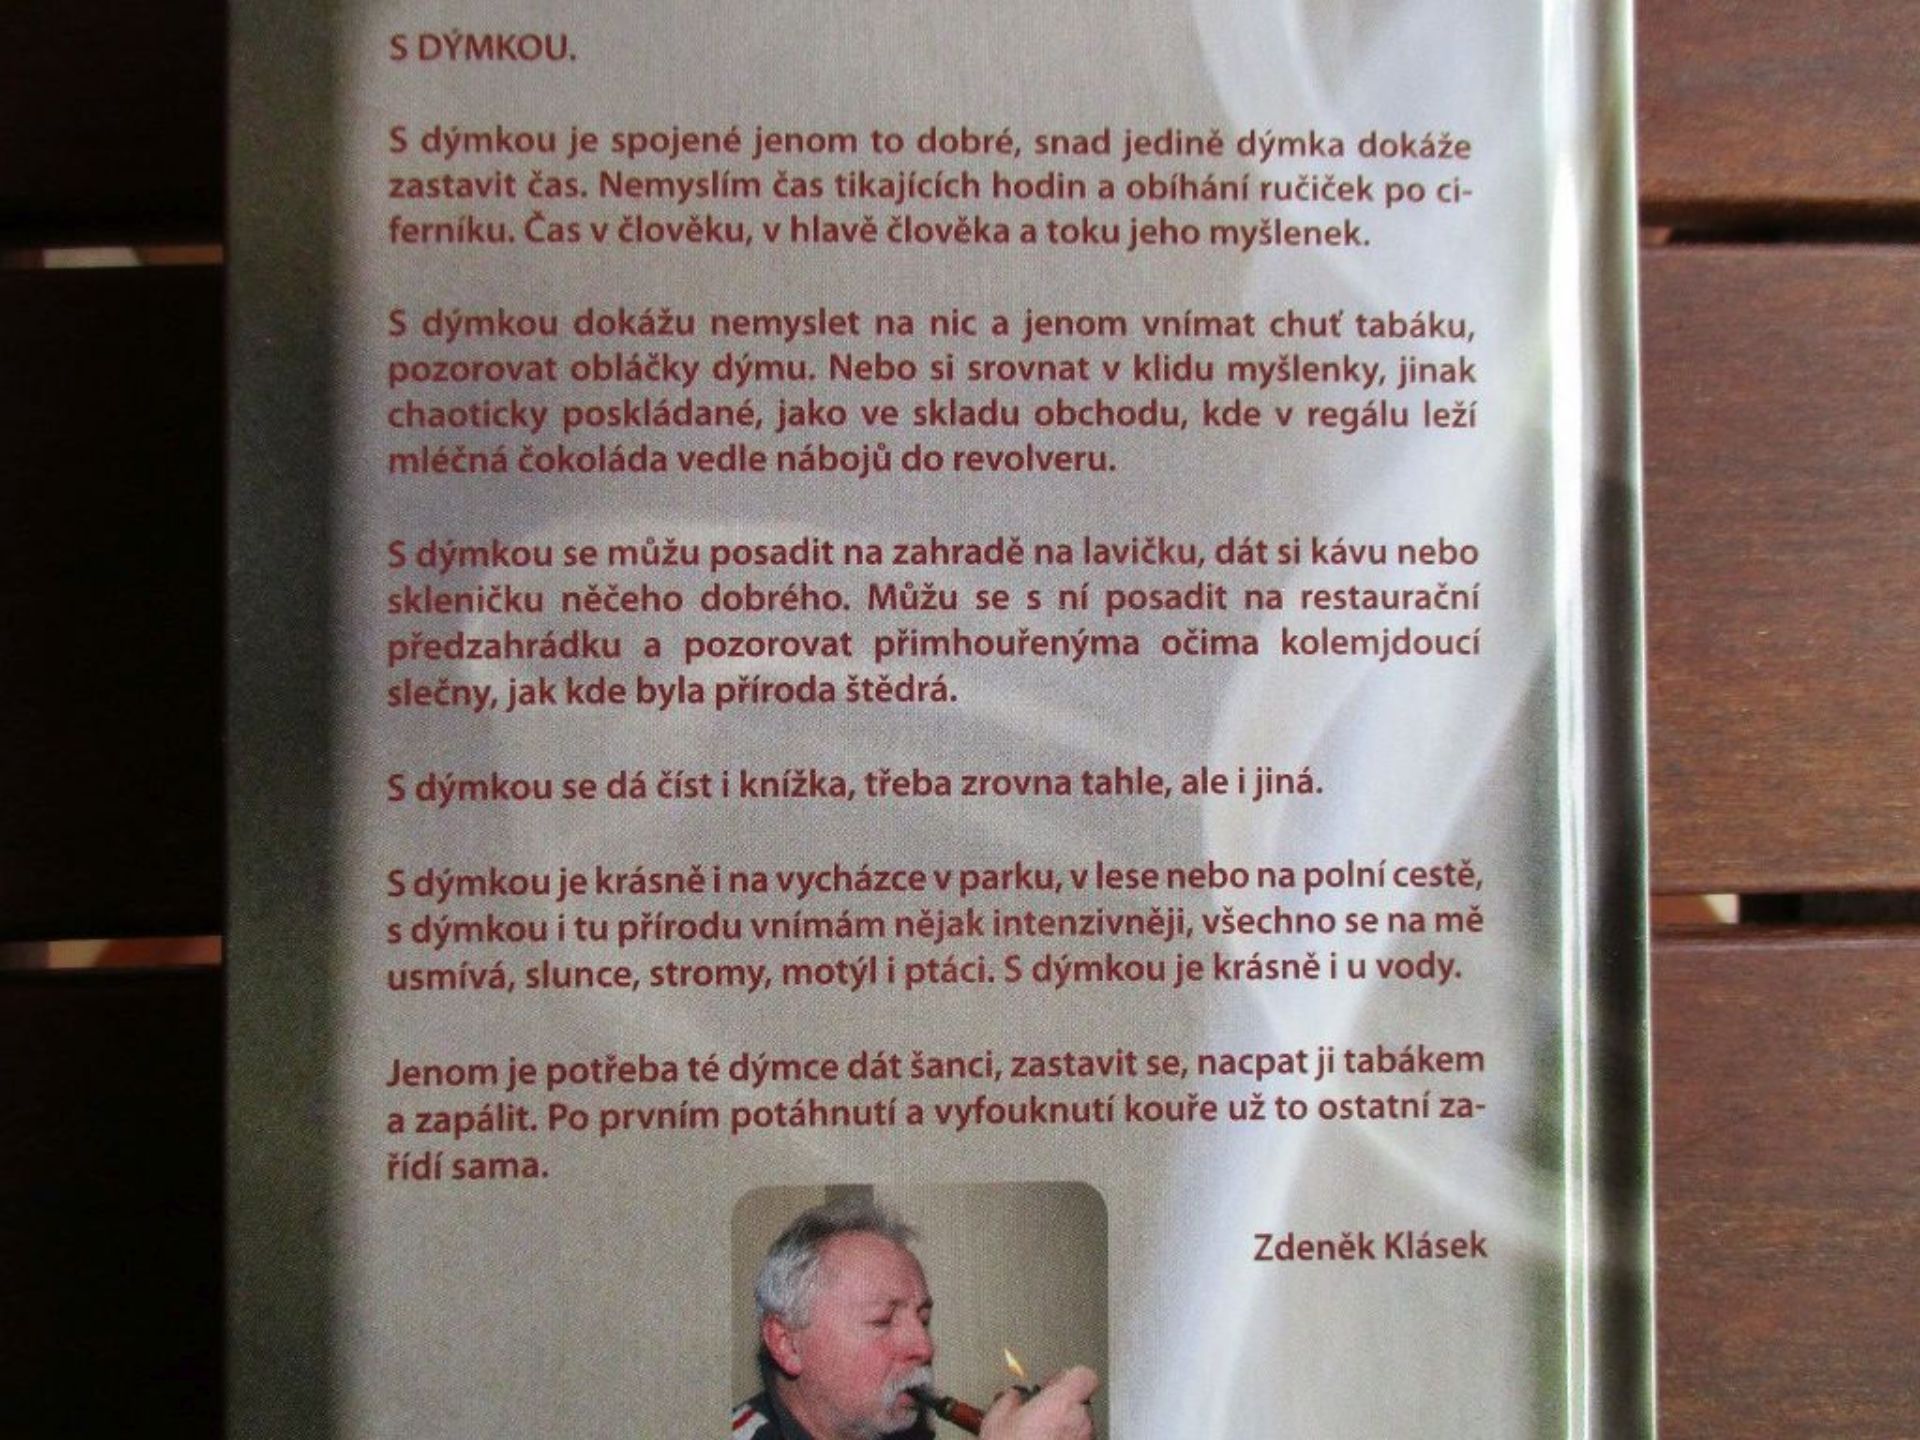 S DÝMKOU.
S dýmkou je spojené jenom to dobré, snad jedině dýmka dokáže
zastavit čas. Nemyslím čas tikajících hodin a obíhání ručiček po ci-
ferníku. Čas v člověku, v hlavě člověka a toku jeho myšlenek.
S dýmkou dokážu nemyslet na nic a jenom vnímat chuť tabáku,
pozorovat obláčky dýmu. Nebo si srovnat v klidu myšlenky, jinak
chaoticky poskládané, jako ve skladu obchodu, kde v regálu leží
mléčná čokoláda vedle nábojů do revolveru.
S dýmkou se můžu posadit na zahradě na lavičku, dát si kávu nebo
skleničku něčeho dobrého. Můžu se s ní posadit na restaurační
předzahrádku a pozorovat přimhouřenýma očima kolemjdoucí
slečny, jak kde byla příroda štědrá.
S dýmkou se dá číst i knížka, třeba zrovna tahle, ale i jiná.
S dýmkou je krásně i na vycházce v parku, v lese nebo na polní cestě,
s dýmkou i tu přírodu vnímám nějak intenzivněji, všechno se na mě
usmívá, slunce, stromy, motýl i ptáci. S dýmkou je krásně i u vody.
Jenom je potřeba té dýmce dát šanci, zastavit se, nacpat ji tabákem
a zapálit. Po prvním potáhnutí a vyfouknutí kouře už to ostatní za-
řídí sama.
Zdeněk Klásek